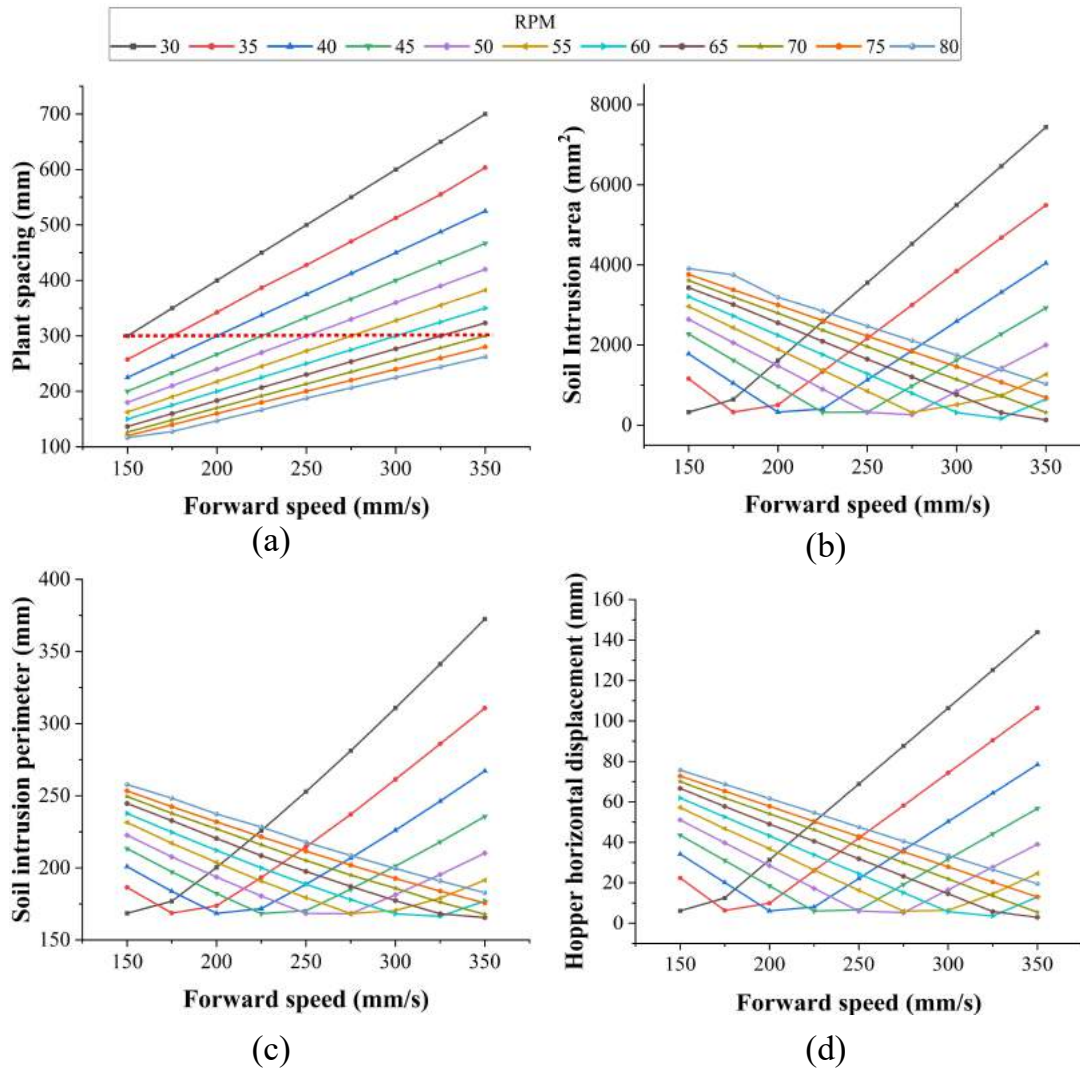 RPM
30 35 40 45 50 55 60 65 70 75 80
Plant spacing (mm)
700
600
500
400
300
200
100
150 200 250 300 350
Forward speed (mm/s)
(a)
Soil Intrusion area (mm²)
8000
6000
4000
2000
0
150 200 250 300 350
Forward speed (mm/s)
(b)
Soil intrusion perimeter (mm)
400
350
300
250
200
150
150 200 250 300 350
Forward speed (mm/s)
(c)
Hopper horizontal displacement (mm)
160
140
120
100
80
60
40
20
0
150 200 250 300 350
Forward speed (mm/s)
(d)